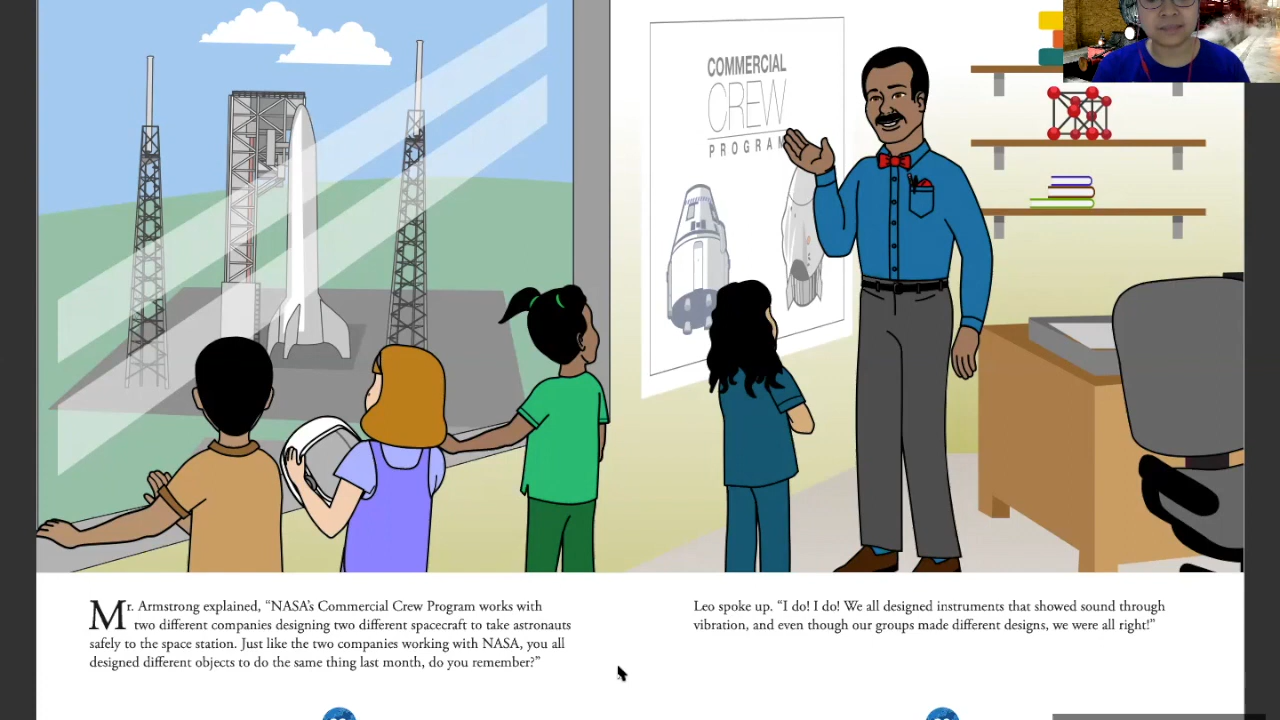 COMMERCIAL
CREW
PROGRAM
Mr. Armstrong explained, “NASA’s Commercial Crew Program works with
two different companies designing two different spacecraft to take astronauts
safely to the space station. Just like the two companies working with NASA, you all
designed different objects to do the same thing last month, do you remember?”
Leo spoke up. “I do! I do! We all designed instruments that showed sound through
vibration, and even though our groups made different designs, we were all right!”